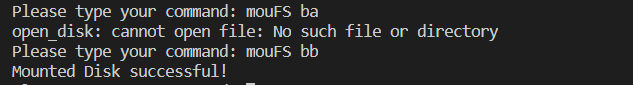 Please type your command: mouFS ba
open_disk: cannot open file: No such file or directory
Please type your command: mouFS bb
Mounted Disk successful!